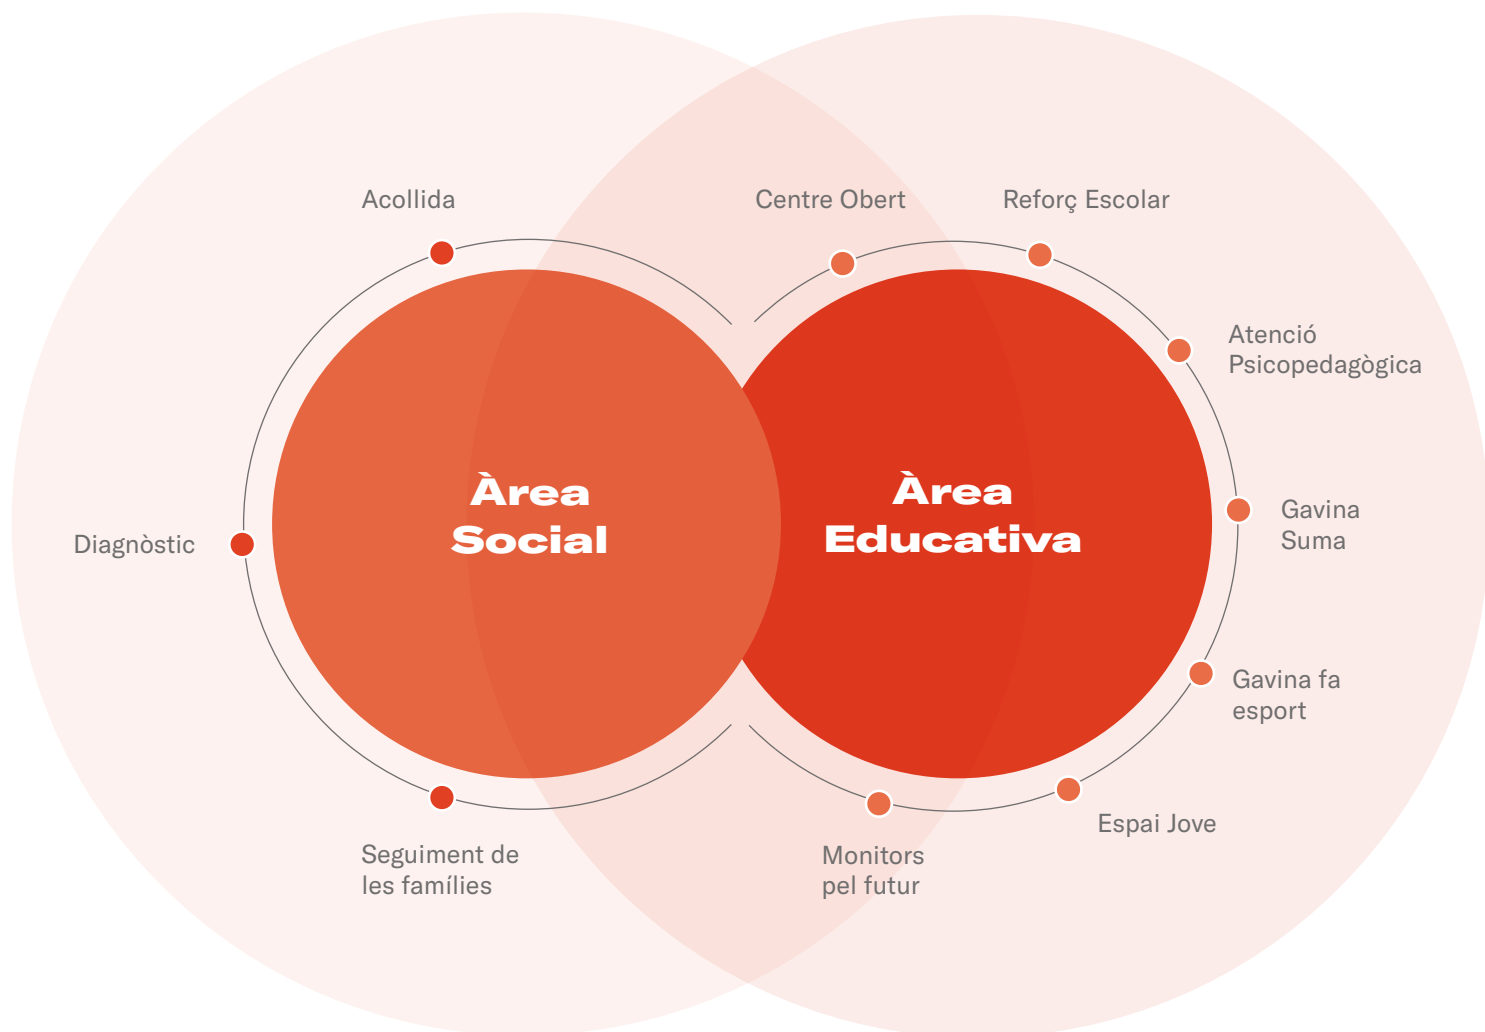 Acollida
Centre Obert
Reforç Escolar
Atenció
Psicopedagògica
Àrea
Social
Àrea
Educativa
Gavina
Suma
Diagnòstic
Gavina fa
esport
Espai Jove
Seguiment de
les famílies
Monitors
pel futur